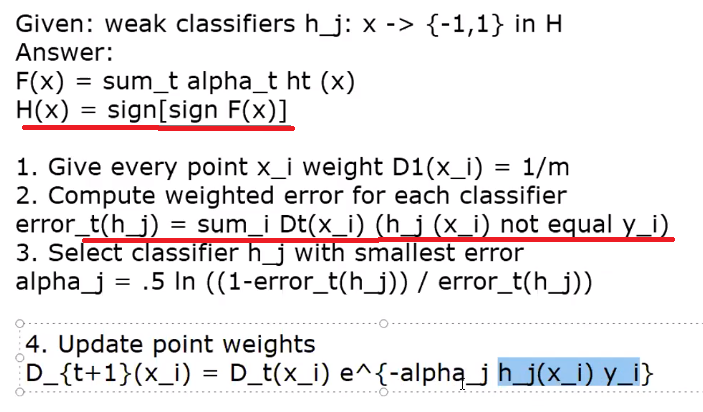 Given: weak classifiers h_j: x -> {-1,1} in H
Answer:
F(x) = sum_t alpha_t ht (x)
H(x) = sign[sign F(x)]
1. Give every point x_i weight D1(x_i) = 1/m
2. Compute weighted error for each classifier
error_t(h_j) = sum_i Dt(x_i) (h_j (x_i) not equal y_i)
3. Select classifier h_j with smallest error
alpha_j = .5 ln ((1-error_t(h_j)) / error_t(h_j))
4. Update point weights
D_{t+1}(x_i) = D_t(x_i) e^{-alpha_j h_j(x_i) y_i}